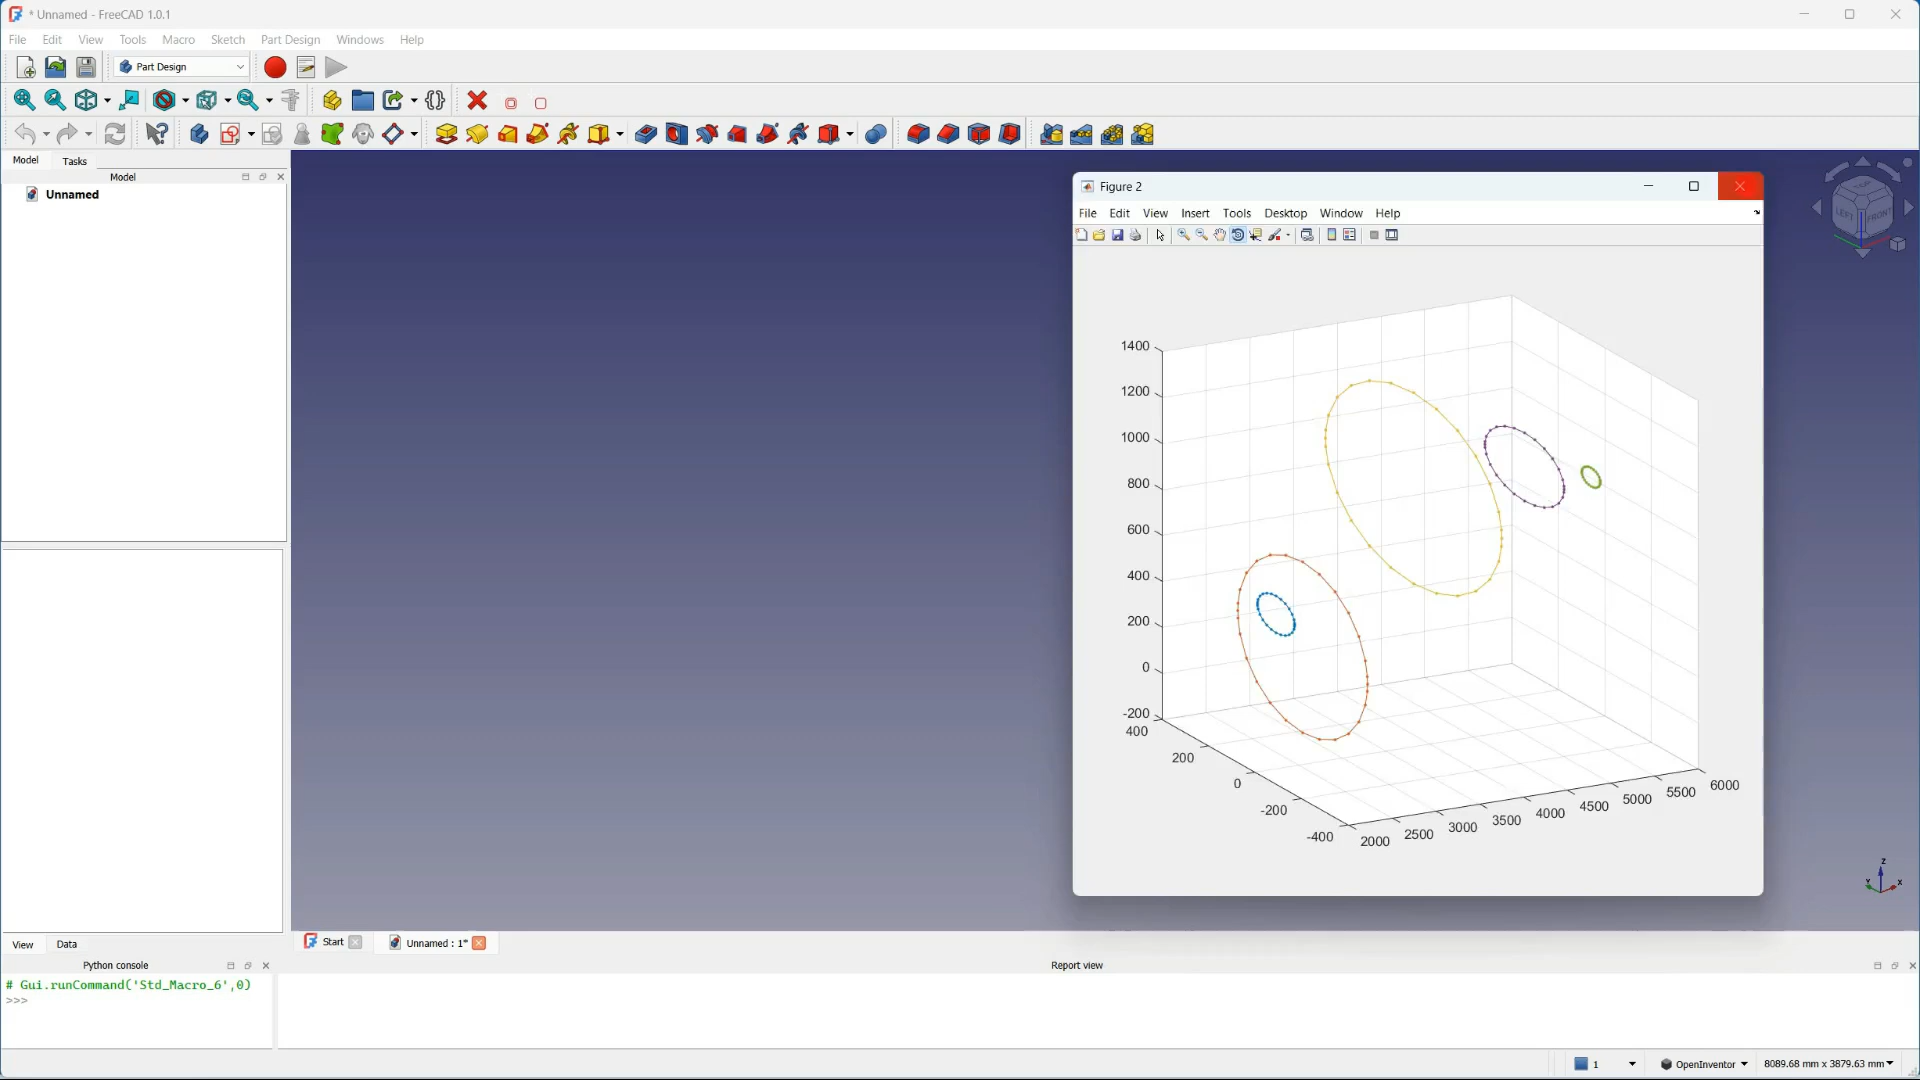 * Unnamed - FreeCAD 1.0.1
File Edit View Tools Macro Sketch Part Design Windows Help
Part Design
Model Tasks
Model
Unnamed
TOP
LEFT FRONT
Figure 2
File Edit View Insert Tools Desktop Window Help
1400
1200
1000
800
600
400
200
0
-200
400
200
0
-200
-400
2000 2500 3000 3500 4000 4500 5000 5500 6000
Z
Y X
View Data
Start Unnamed : 1*
Python console
Report view
# Gui.runCommand('Std_Macro_6',0)
>>>
1 OpenInventor 8089.68 mm x 3879.63 mm